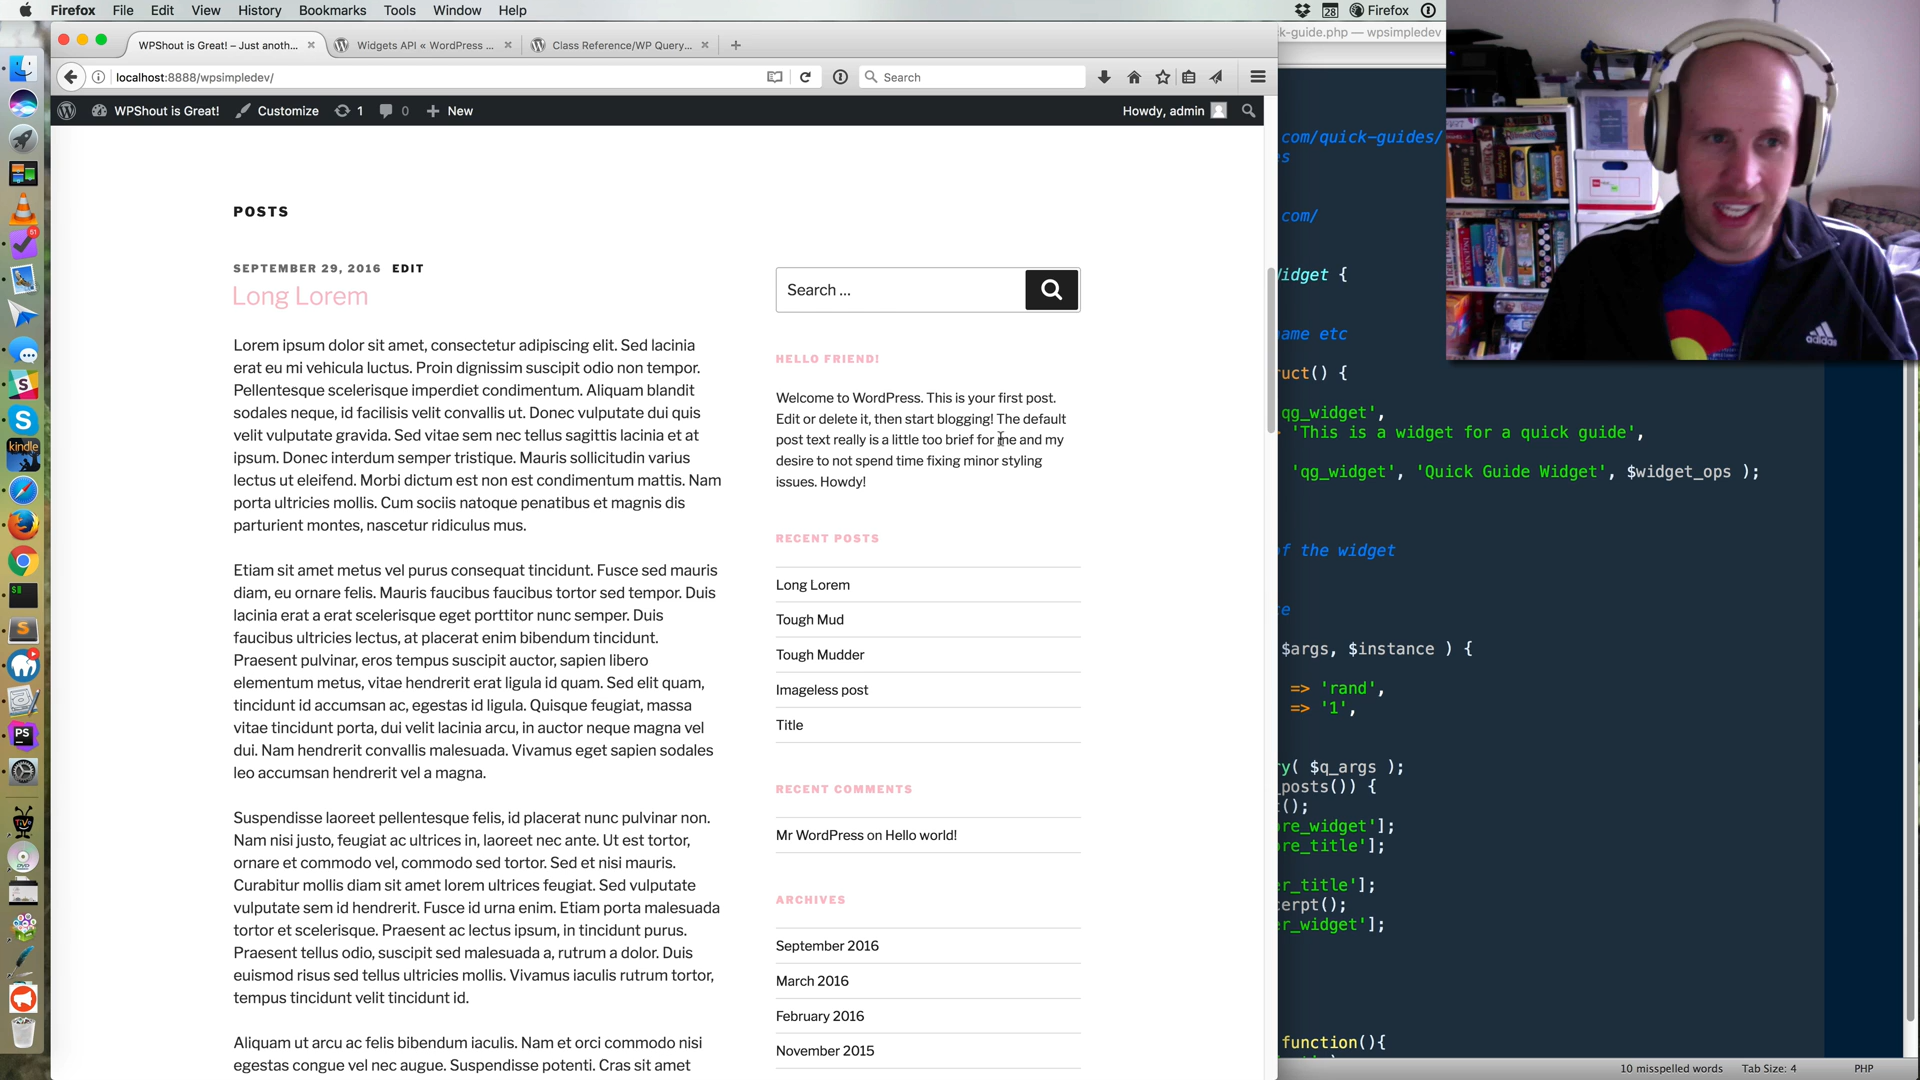 Firefox File Edit View History Bookmarks Tools Window Help
28 Firefox
WPShout is Great! – Just anoth...
Widgets API « WordPress ...
Class Reference/WP Query...
k-guide.php — wpsimpledev
localhost:8888/wpsimpledev/
Search
WPShout is Great! Customize 1 0 New
Howdy, admin
POSTS
SEPTEMBER 29, 2016 EDIT
Long Lorem
Lorem ipsum dolor sit amet, consectetur adipiscing elit. Sed lacinia
erat eu mi vehicula luctus. Proin dignissim suscipit odio non tempor.
Pellentesque scelerisque imperdiet condimentum. Aliquam blandit
sodales neque, id facilisis velit convallis ut. Donec vulputate dui quis
velit vulputate gravida. Sed vitae sem nec tellus sagittis lacinia et at
ipsum. Donec interdum semper tristique. Mauris sollicitudin varius
lectus ut eleifend. Morbi dictum est non est condimentum mattis. Nam
porta ultricies mollis. Cum sociis natoque penatibus et magnis dis
parturient montes, nascetur ridiculus mus.
Etiam sit amet metus vel purus consequat tincidunt. Fusce sed mauris
diam, eu ornare felis. Mauris faucibus faucibus tortor sed tempor. Duis
lacinia erat a erat scelerisque eget porttitor nunc semper. Duis
faucibus ultricies lectus, at placerat enim bibendum tincidunt.
Praesent pulvinar, eros tempus suscipit auctor, sapien libero
elementum metus, vitae hendrerit erat ligula id quam. Sed elit quam,
tincidunt id accumsan ac, egestas id ligula. Quisque feugiat, massa
vitae tincidunt porta, dui velit lacinia arcu, in auctor neque magna vel
dui. Nam hendrerit convallis malesuada. Vivamus eget sapien sodales
leo accumsan hendrerit vel a magna.
Suspendisse laoreet pellentesque felis, id placerat nunc pulvinar non.
Nam nisi justo, feugiat ac ultrices in, laoreet nec ante. Ut est tortor,
ornare et commodo vel, commodo sed tortor. Sed et nisi mauris.
Curabitur mollis diam sit amet lorem ultrices feugiat. Sed vulputate
vulputate sem id hendrerit. Fusce id urna enim. Etiam porta malesuada
tortor et scelerisque. Praesent ac lectus ipsum, in tincidunt purus.
Praesent tellus odio, suscipit sed malesuada a, rutrum a dolor. Duis
euismod risus sed tellus ultricies mollis. Vivamus iaculis rutrum tortor,
tempus tincidunt velit tincidunt id.
Aliquam ut arcu ac felis bibendum iaculis. Nam et orci commodo nisi
egestas congue vel nec augue. Suspendisse potenti. Cras sit amet
Search ...
HELLO FRIEND!
Welcome to WordPress. This is your first post.
Edit or delete it, then start blogging! The default
post text really is a little too brief for me and my
desire to not spend time fixing minor styling
issues. Howdy!
RECENT POSTS
Long Lorem
Tough Mud
Tough Mudder
Imageless post
Title
RECENT COMMENTS
Mr WordPress on Hello world!
ARCHIVES
September 2016
March 2016
February 2016
November 2015
com/quick-guides/
s
com/
idget {
ame etc
uct() {
qg_widget',
'This is a widget for a quick guide',
'qg_widget', 'Quick Guide Widget', $widget_ops );
f the widget
e
$args, $instance ) {
=> 'rand',
=> '1',
y( $q_args );
_posts()) {
();
re_widget'];
re_title'];
r_title'];
cerpt();
r_widget'];
function(){
10 misspelled words Tab Size: 4 PHP
51
kindle
S
PS
TiVo
DVD
adidas